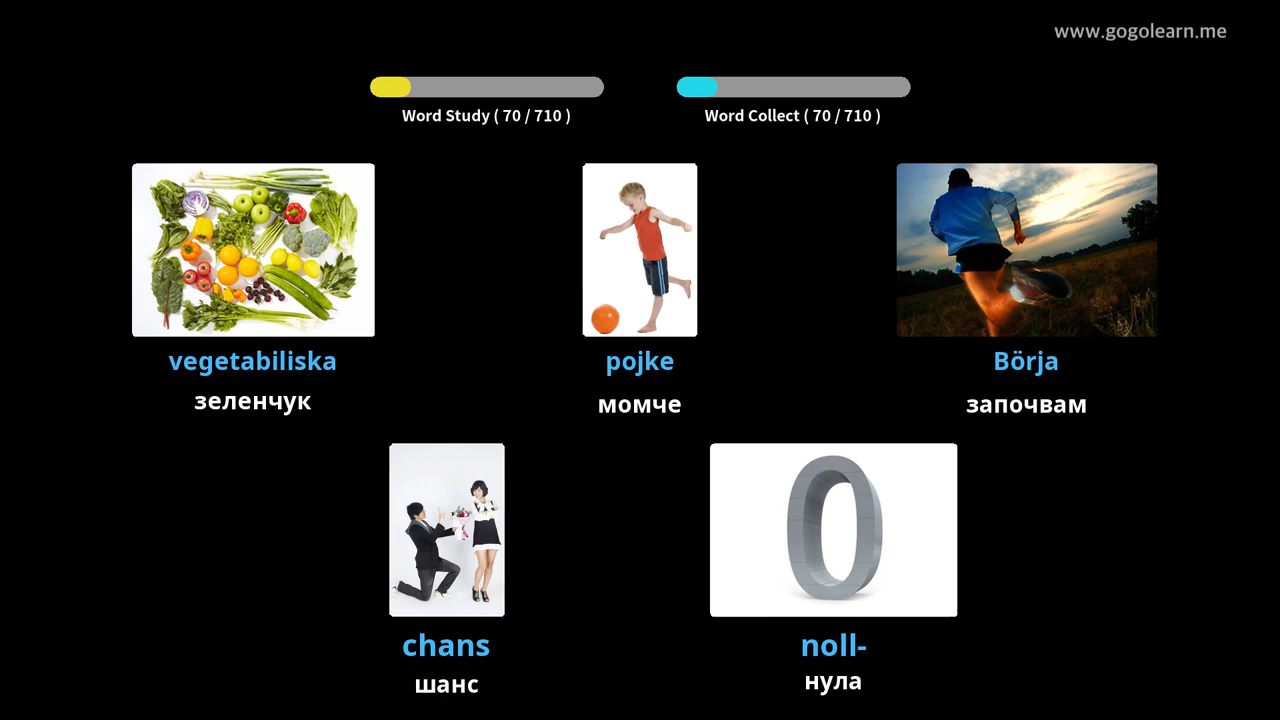 www.gogolearn.me
Word Study ( 70 / 710 )
Word Collect ( 70 / 710 )
vegetabiliska
pojke
Börja
зеленчук
момче
започвам
chans
noll-
шанс
нула